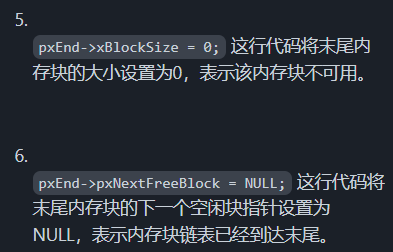 5.
pxEnd->xBlockSize = 0; 这行代码将末尾内
存块的大小设置为0，表示该内存块不可用。
6.
pxEnd->pxNextFreeBlock = NULL; 这行代码将
末尾内存块的下一个空闲块指针设置为
NULL，表示内存块链表已经到达末尾。